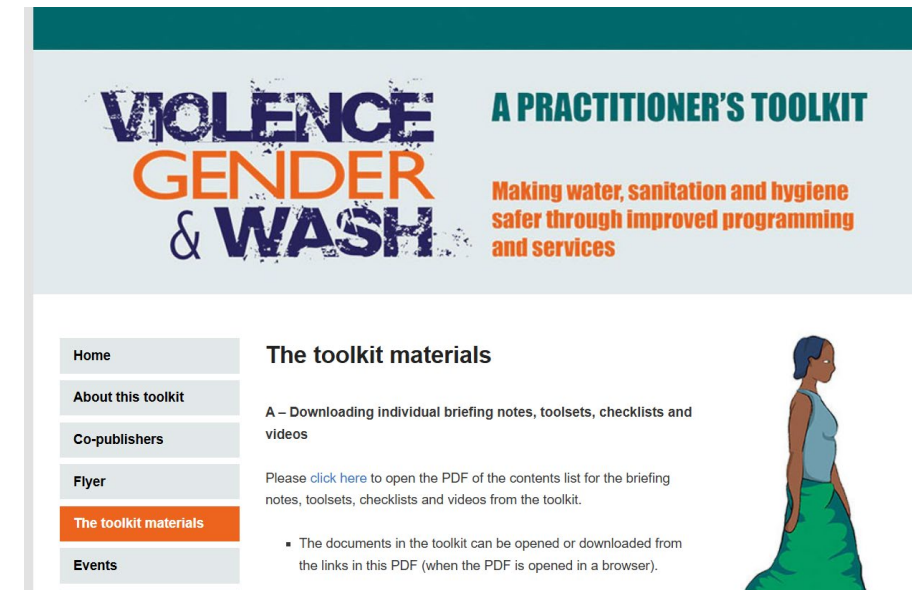 VIOLENCE
GENDER
& WASH
A PRACTITIONER'S TOOLKIT
Making water, sanitation and hygiene
safer through improved programming
and services
Home
About this toolkit
Co-publishers
Flyer
The toolkit materials
Events
The toolkit materials
A – Downloading individual briefing notes, toolsets, checklists and
videos
Please click here to open the PDF of the contents list for the briefing
notes, toolsets, checklists and videos from the toolkit.
▪ The documents in the toolkit can be opened or downloaded from
the links in this PDF (when the PDF is opened in a browser).